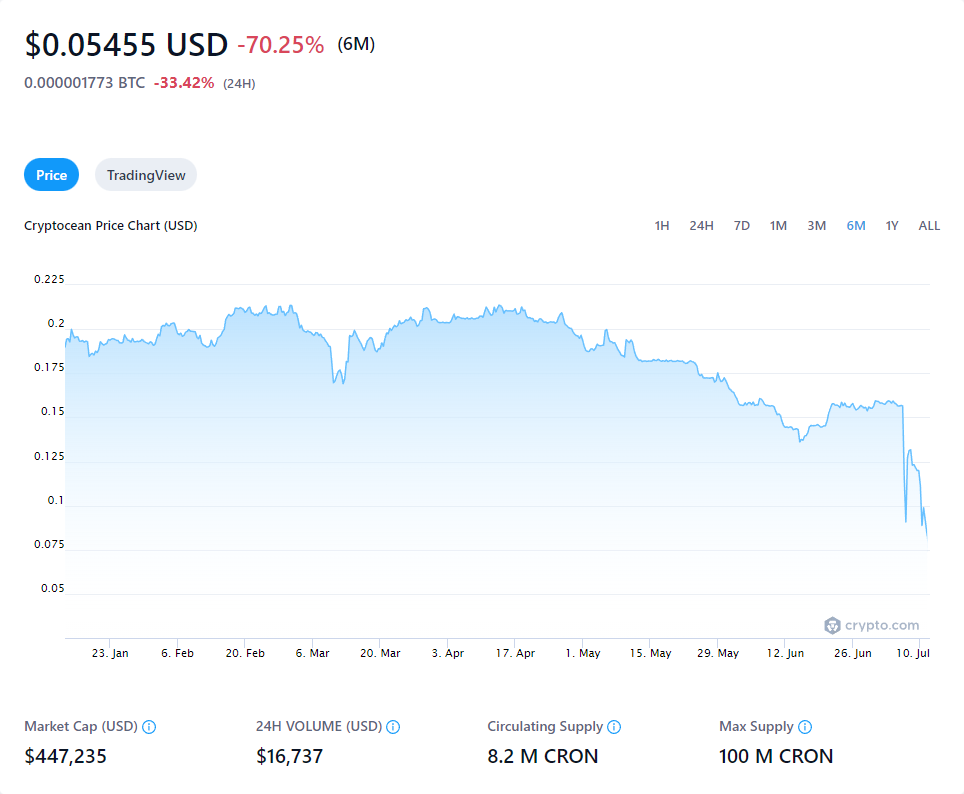 $0.05455 USD -70.25% (6M)
0.000001773 BTC -33.42% (24H)
Price TradingView
Cryptocean Price Chart (USD) 1H 24H 7D 1M 3M 6M 1Y ALL
0.225
0.2
0.175
0.15
0.125
0.1
0.075
0.05
crypto.com
23. Jan 6. Feb 20. Feb 6. Mar 20. Mar 3. Apr 17. Apr 1. May 15. May 29. May 12. Jun 26. Jun 10. Jul
Market Cap (USD) 24H VOLUME (USD) Circulating Supply Max Supply
$447,235 $16,737 8.2 M CRON 100 M CRON